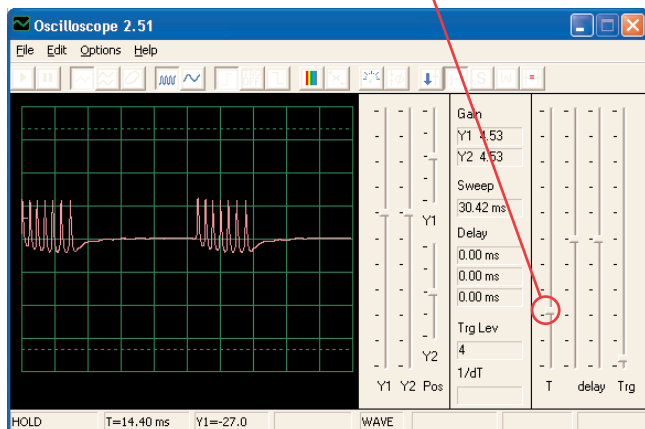 Oscilloscope 2.51
File Edit Options Help
Gain
Y1 4.53
Y2 4.53
Sweep
30.42 ms
Delay
0.00 ms
0.00 ms
0.00 ms
Trg Lev
4
1/dT
Y1
Y2
Y1 Y2 Pos
T delay Trg
HOLD T=14.40 ms Y1=-27.0 WAVE